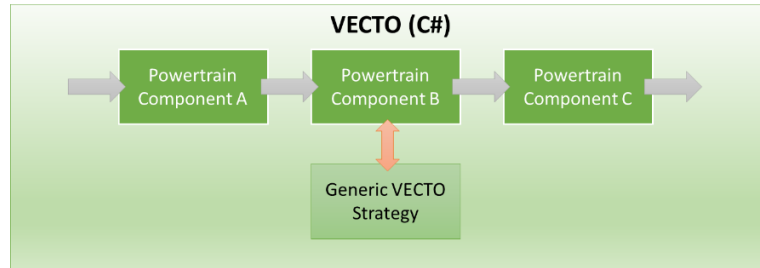 VECTO (C#)
Powertrain
Component A
Powertrain
Component B
Powertrain
Component C
Generic VECTO
Strategy